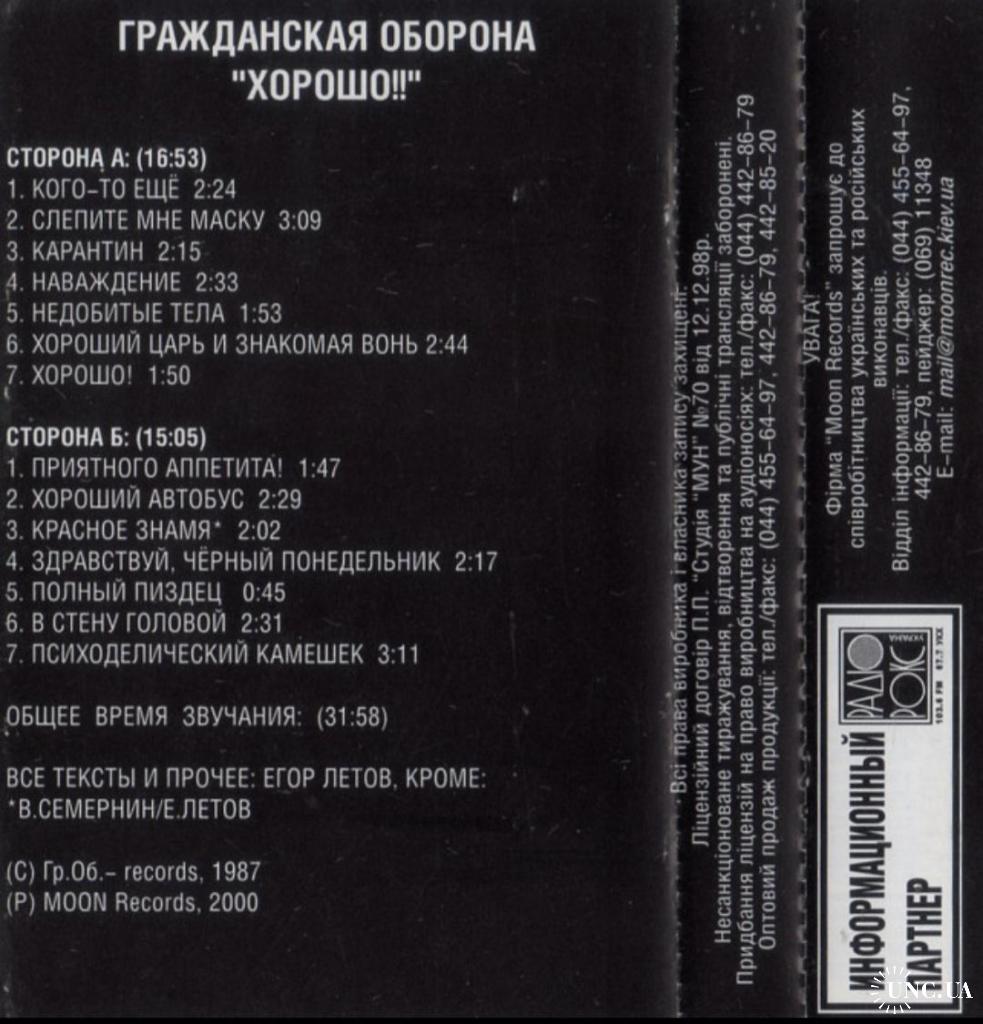 ГРАЖДАНСКАЯ ОБОРОНА
"ХОРОШО!!"
СТОРОНА А: (16:53)
1. КОГО-ТО ЕЩЁ 2:24
2. СЛЕПИТЕ МНЕ МАСКУ 3:09
3. КАРАНТИН 2:15
4. НАВАЖДЕНИЕ 2:33
5. НЕДОБИТЫЕ ТЕЛА 1:53
6. ХОРОШИЙ ЦАРЬ И ЗНАКОМАЯ ВОНЬ 2:44
7. ХОРОШО! 1:50
СТОРОНА Б: (15:05)
1. ПРИЯТНОГО АППЕТИТА! 1:47
2. ХОРОШИЙ АВТОБУС 2:29
3. КРАСНОЕ ЗНАМЯ* 2:02
4. ЗДРАВСТВУЙ, ЧЁРНЫЙ ПОНЕДЕЛЬНИК 2:17
5. ПОЛНЫЙ ПИЗДЕЦ 0:45
6. В СТЕНУ ГОЛОВОЙ 2:31
7. ПСИХОДЕЛИЧЕСКИЙ КАМЕШЕК 3:11
ОБЩЕЕ ВРЕМЯ ЗВУЧАНИЯ: (31:58)
ВСЕ ТЕКСТЫ И ПРОЧЕЕ: ЕГОР ЛЕТОВ, КРОМЕ:
*В.СЕМЕРНИН/Е.ЛЕТОВ
(С) Гр.Об.- records, 1987
(P) MOON Records, 2000
Всі права виробника і власника запису захищені.
Ліцензійний договір П.П. "Студія "МУН" №70 від 12.12.98р.
Несанкціоноване тиражування, відтворення та публічні трансляції заборонені.
Придбання ліцензій на право виробництва на аудіоносіях: тел./факс: (044) 442-86-79
Оптовий продаж продукції: тел./факс: (044) 455-64-97, 442-86-79, 442-85-20
УВАГА!
Фірма "Moon Records" запрошує до
співробітництва українських та російських
виконавців.
Відділ інформації: тел./факс: (044) 455-64-97,
442-86-79, пейджер: (069) 11348
E-mail: mail@moonrec.kiev.ua
ИНФОРМАЦИОННЫЙ
ПАРТНЕР
РАДІО
РОКС
УКРАЇНА
103.6 FM 67.7 УКХ
UNC.UA